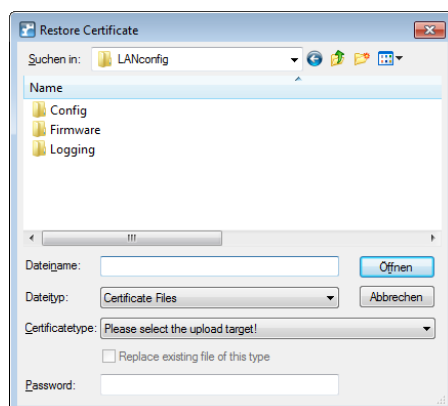 Restore Certificate
Suchen in: LANconfig
Name
Config
Firmware
Logging
Dateiname: Öffnen
Dateityp: Certificate Files Abbrechen
Certificatetype: Please select the upload target!
Replace existing file of this type
Password: